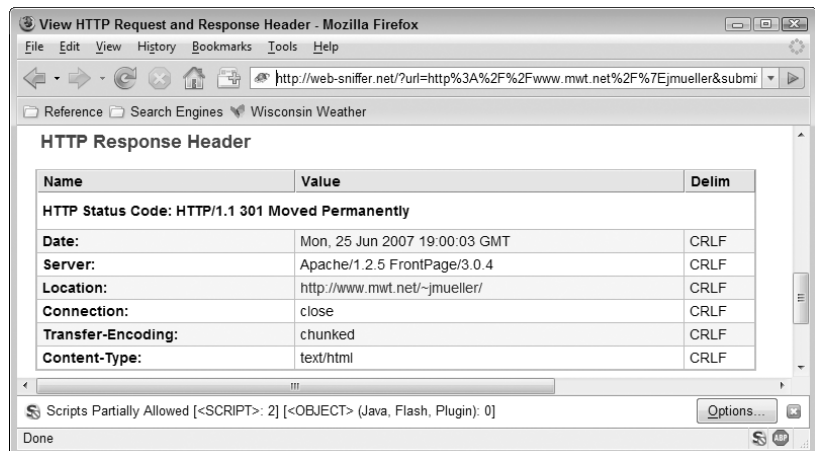 View HTTP Request and Response Header - Mozilla Firefox
File Edit View History Bookmarks Tools Help
http://web-sniffer.net/?url=http%3A%2F%2Fwww.mwt.net%2F%7Ejmueller&submi
Reference Search Engines Wisconsin Weather
HTTP Response Header
Name Value Delim
HTTP Status Code: HTTP/1.1 301 Moved Permanently
Date: Mon, 25 Jun 2007 19:00:03 GMT CRLF
Server: Apache/1.2.5 FrontPage/3.0.4 CRLF
Location: http://www.mwt.net/~jmueller/ CRLF
Connection: close CRLF
Transfer-Encoding: chunked CRLF
Content-Type: text/html CRLF
Scripts Partially Allowed [<SCRIPT>: 2] [<OBJECT> (Java, Flash, Plugin): 0] Options...
Done ABP